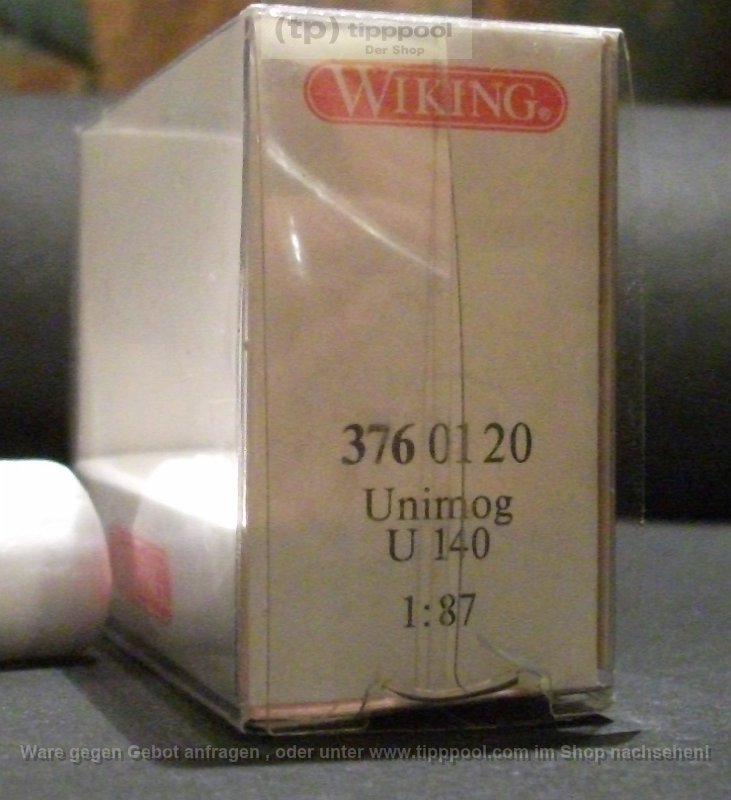 (tp) tipppool
Der Shop
WIKING®
376 01 20
Unimog
U 140
1:87
Ware gegen Gebot anfragen , oder unter www.tipppool.com im Shop nachsehen!